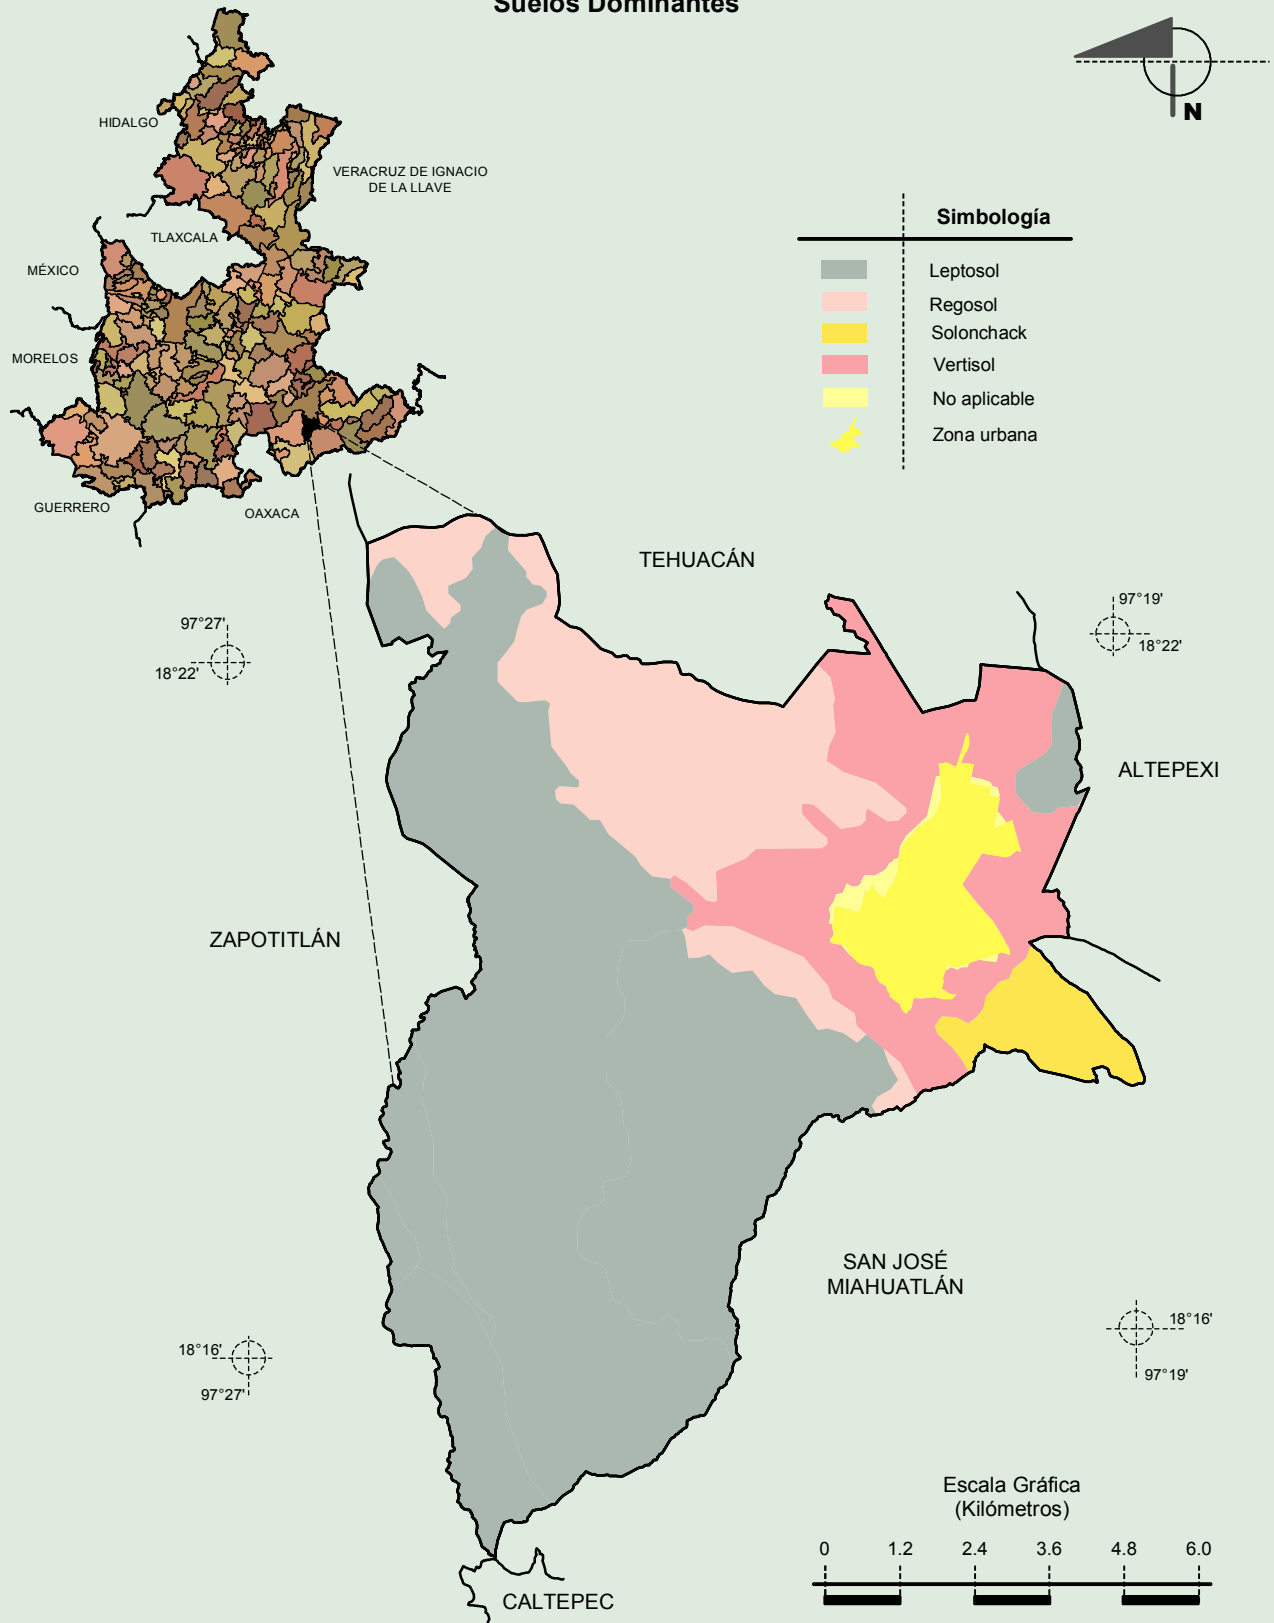 Suelos Dominantes
N
HIDALGO
VERACRUZ DE IGNACIO
DE LA LLAVE
TLAXCALA
MÉXICO
MORELOS
GUERRERO
OAXACA
Simbología
Leptosol
Regosol
Solonchack
Vertisol
No aplicable
Zona urbana
TEHUACÁN
97°27'
18°22'
97°19'
18°22'
ALTEPEXI
ZAPOTITLÁN
SAN JOSÉ
MIAHUATLÁN
18°16'
97°27'
18°16'
97°19'
CALTEPEC
Escala Gráfica
(Kilómetros)
0 1.2 2.4 3.6 4.8 6.0